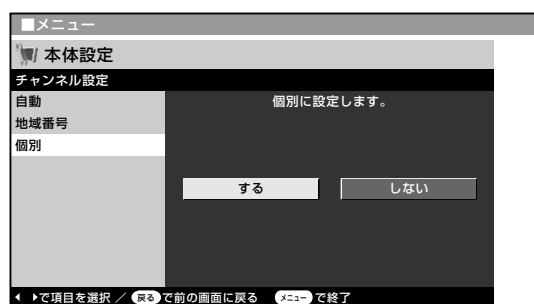 ■メニュー
本体設定
チャンネル設定
自動
地域番号
個別
個別に設定します。
する
しない
で項目を選択 ／ 戻る で前の画面に戻る メニュー で終了